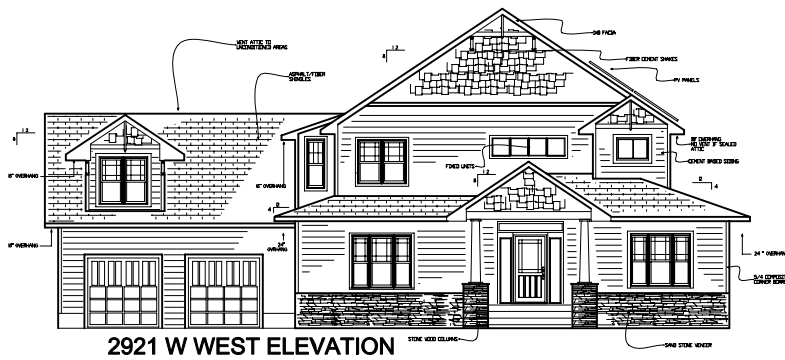 VENT ATTIC TO
UNCONDITIONED AREAS
12
8
2X8 FACIA
FIBER CEMENT SHAKES
ASPHALT/FIBER
SHINGLES
PV PANELS
12
8
18" OVERHANG
NO VENT IF SEALED
ATTIC
CEMENT BASED SIDING
FIXED UNITS
12
8
18" OVERHANG
18" OVERHANG
12
4
12
4
18" OVERHANG
24"
24 " OVERHANG
5/4 COMPOSIT
CORNER BOARD
STONE WOOD COLUMNS
SAND STONE VENEER
2921 W WEST ELEVATION